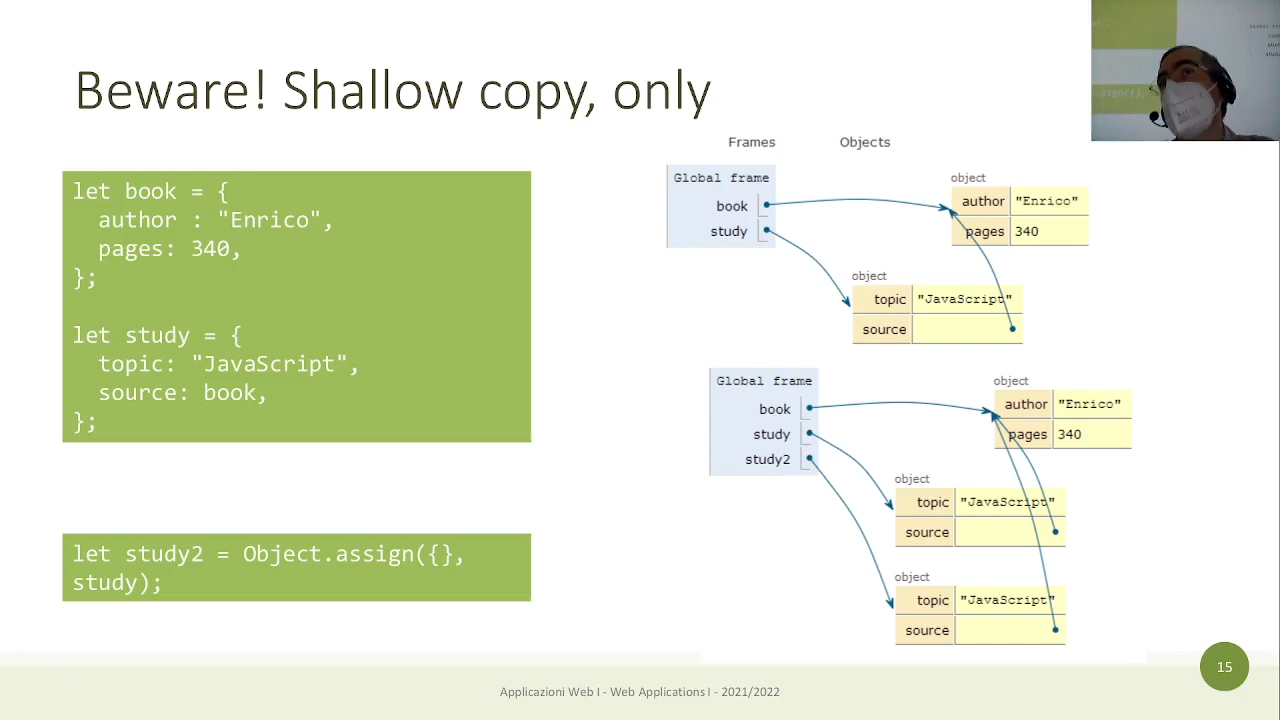 Beware! Shallow copy, only
let book = {
author : "Enrico",
pages: 340,
};
let study = {
topic: "JavaScript",
source: book,
};
let study2 = Object.assign({},
study);
Frames Objects
Global frame
book
study
object
author "Enrico"
pages 340
object
topic "JavaScript"
source
Global frame
book
study
study2
object
author "Enrico"
pages 340
object
topic "JavaScript"
source
object
topic "JavaScript"
source
15
Applicazioni Web I - Web Applications I - 2021/2022